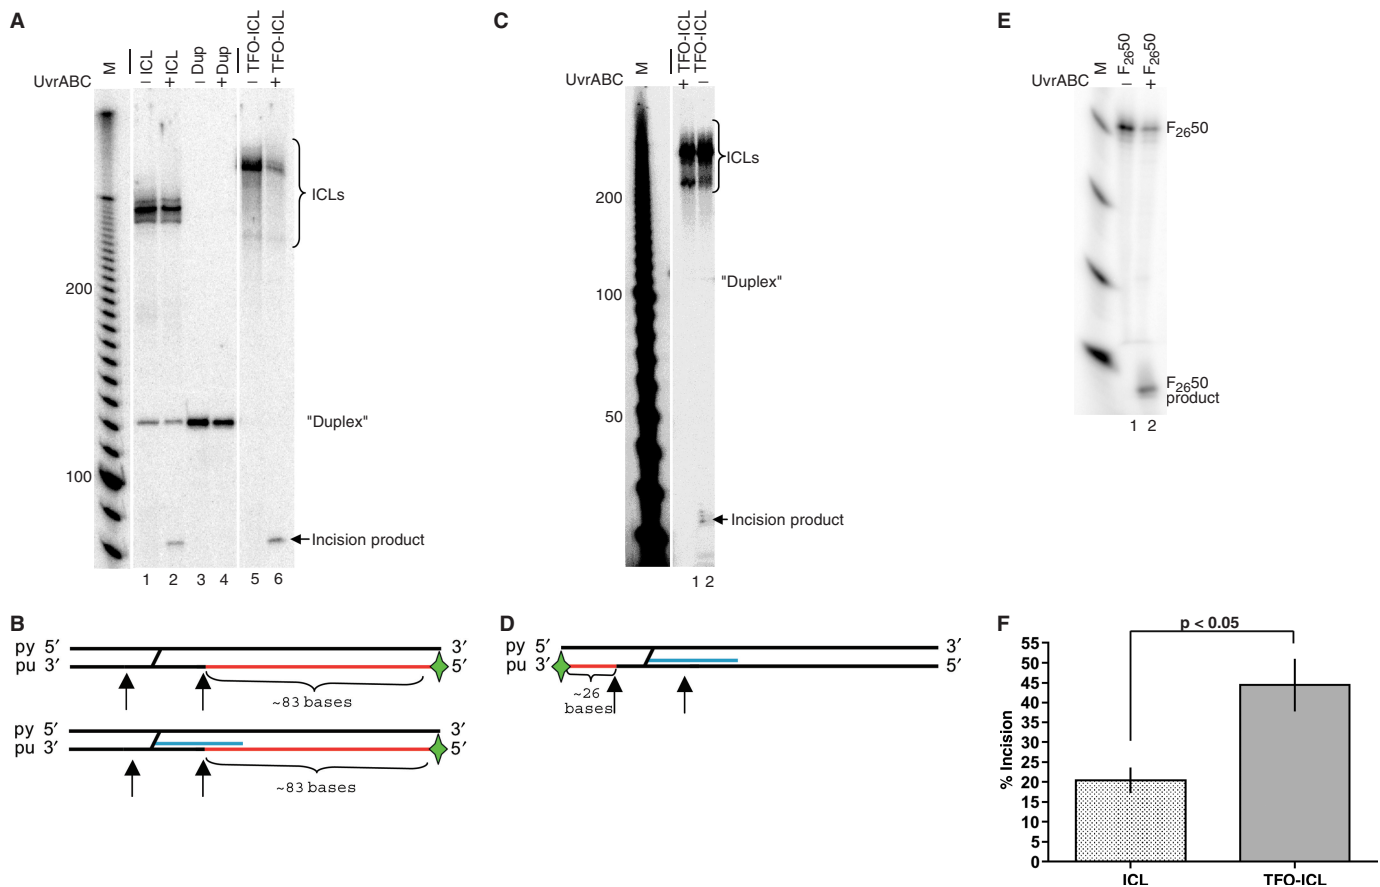 A
M
– ICL
+ ICL
– Dup
+ Dup
– TFO-ICL
+ TFO-ICL
UvrABC
ICLs
200
"Duplex"
100
Incision product
1 2 3 4 5 6
B
py 5′ 3′
pu 3′ 5′
~83 bases
py 5′ 3′
pu 3′ 5′
~83 bases
C
M
+ TFO-ICL
– TFO-ICL
UvrABC
ICLs
200
"Duplex"
100
50
Incision product
1 2
D
py 5′ 3′
pu 3′ 5′
~26
bases
E
M
– F₂₆50
+ F₂₆50
UvrABC
F₂₆50
F₂₆50
product
1 2
F
p < 0.05
% Incision
55
50
45
40
35
30
25
20
15
10
5
0
ICL TFO-ICL